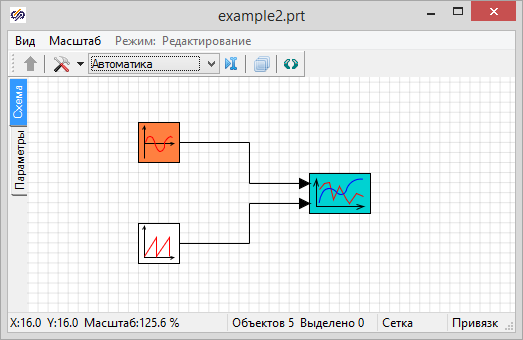 example2.prt
Вид Масштаб Режим: Редактирование
Автоматика
Схема
Параметры
X:16.0 Y:16.0 Масштаб:125.6 % Объектов 5 Выделено 0 Сетка Привязк